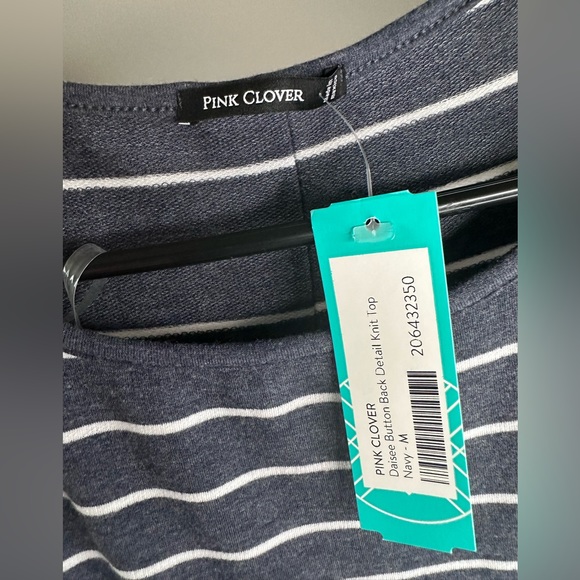 PINK CLOVER
PINK CLOVER
Daisee Button Back Detail Knit Top
Navy - M
206432350